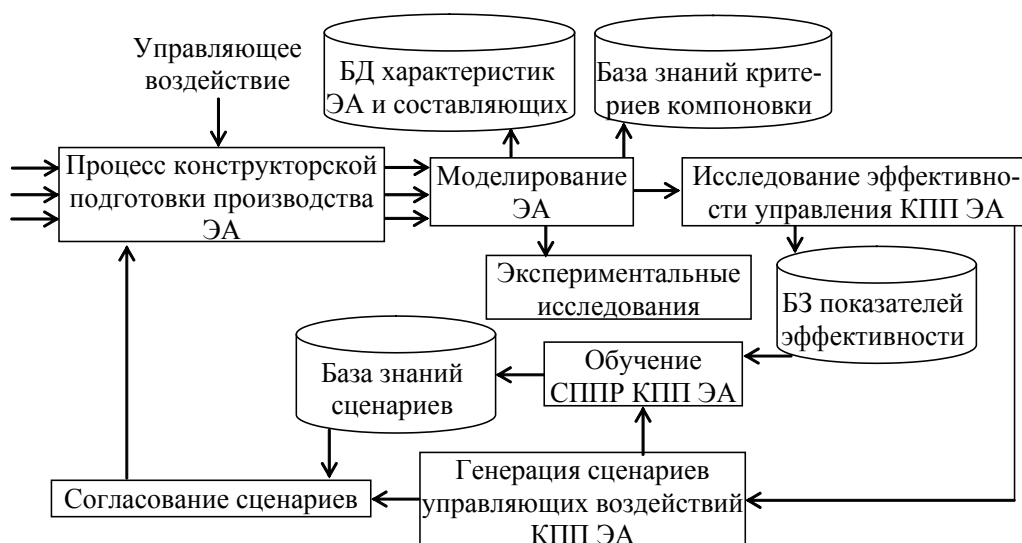 Управляющее
воздействие
БД характеристик
ЭА и составляющих
База знаний крите-
риев компоновки
Процесс конструкторской
подготовки производства
ЭА
Моделирование
ЭА
Исследование эффективно-
сти управления КПП ЭА
Экспериментальные
исследования
БЗ показателей
эффективности
База знаний
сценариев
Обучение
СППР КПП ЭА
Согласование сценариев
Генерация сценариев
управляющих воздействий
КПП ЭА